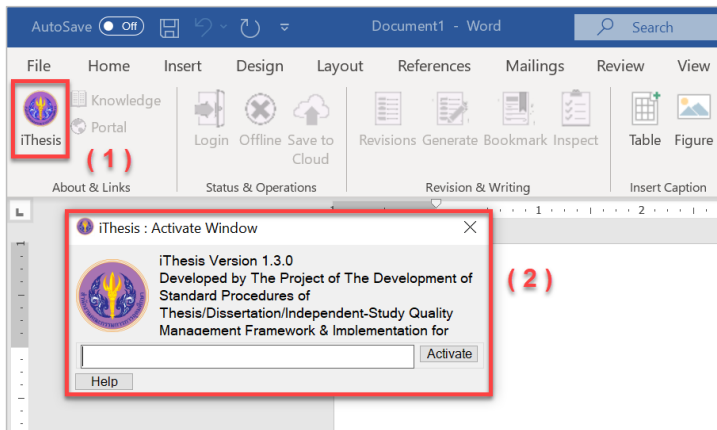 AutoSave Off Document1 - Word Search
File Home Insert Design Layout References Mailings Review View
iThesis Knowledge Portal
Login Offline Save to Cloud
Revisions Generate Bookmark Inspect
Table Figure
( 1 )
About & Links Status & Operations Revision & Writing Insert Caption
L 1 2
iThesis : Activate Window
iThesis Version 1.3.0
Developed by The Project of The Development of
Standard Procedures of
Thesis/Dissertation/Independent-Study Quality
Management Framework & Implementation for
( 2 )
Activate
Help